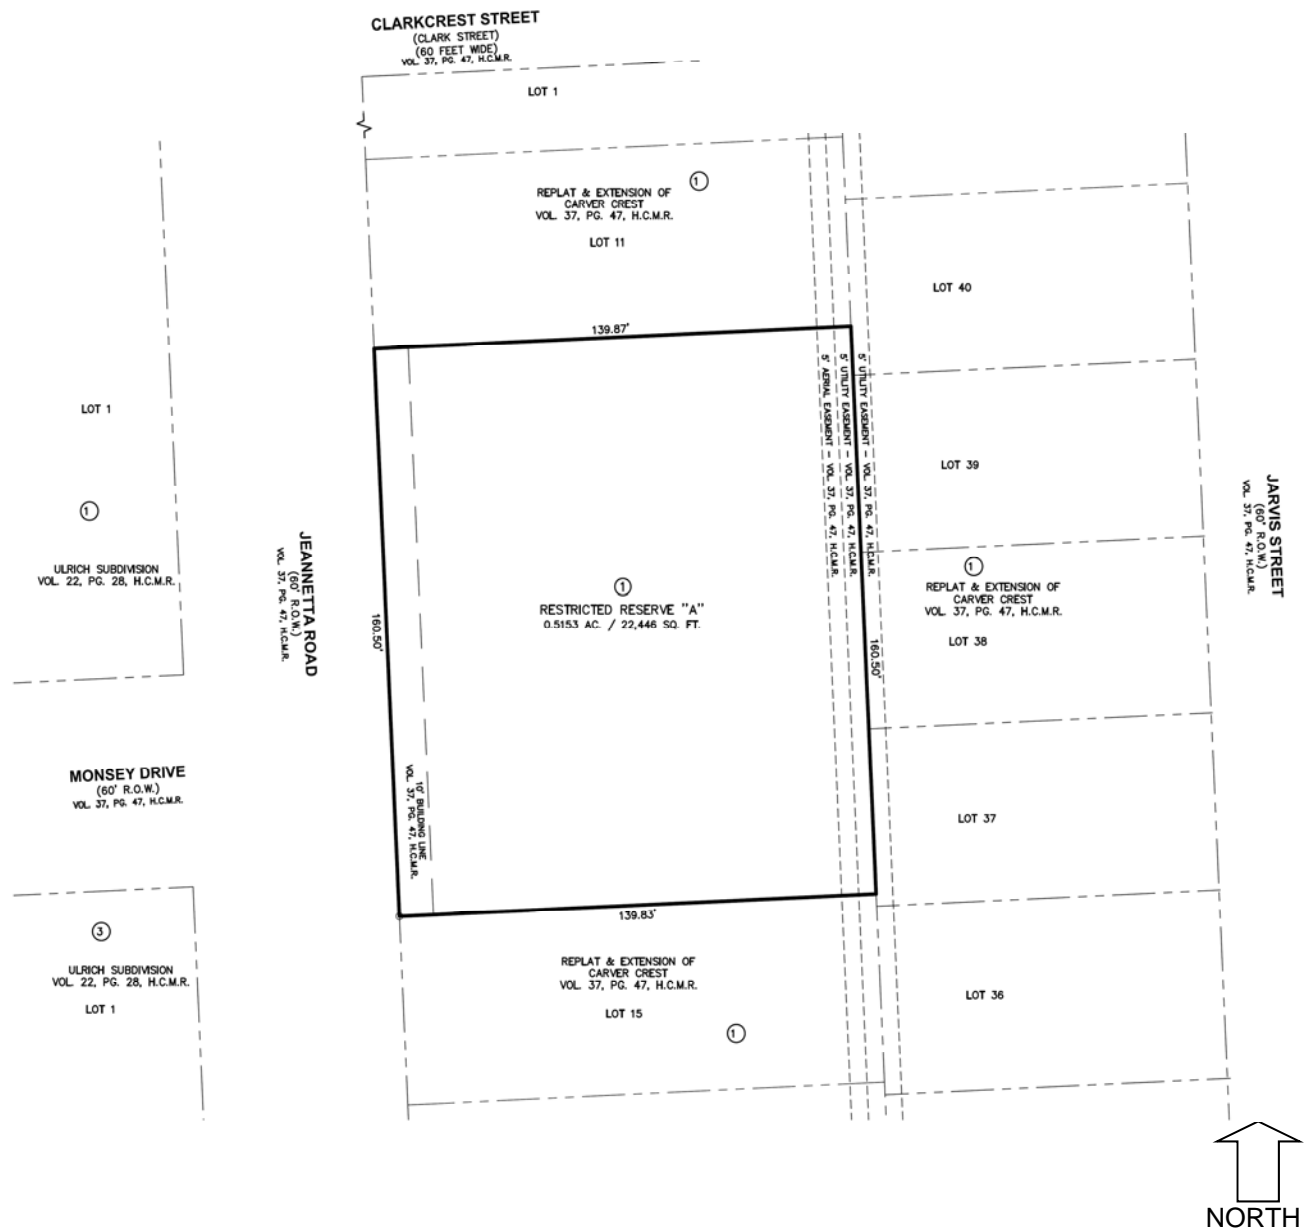 CLARKCREST STREET
(CLARK STREET)
(60 FEET WIDE)
VOL. 37, PG. 47, H.C.M.R.
LOT 1
1
REPLAT & EXTENSION OF
CARVER CREST
VOL. 37, PG. 47, H.C.M.R.
LOT 11
LOT 40
139.87'
5' AERIAL EASEMENT - VOL. 37, PG. 47, H.C.M.R.
5' UTILITY EASEMENT - VOL. 37, PG. 47, H.C.M.R.
5' UTILITY EASEMENT - VOL. 37, PG. 47, H.C.M.R.
LOT 1
1
ULRICH SUBDIVISION
VOL. 22, PG. 28, H.C.M.R.
JEANNETTA ROAD
(60' R.O.W.)
VOL. 37, PG. 47, H.C.M.R.
160.50'
1
RESTRICTED RESERVE "A"
0.5153 AC. / 22,446 SQ. FT.
160.50'
LOT 39
1
REPLAT & EXTENSION OF
CARVER CREST
VOL. 37, PG. 47, H.C.M.R.
LOT 38
JARVIS STREET
(60' R.O.W.)
VOL. 37, PG. 47, H.C.M.R.
MONSEY DRIVE
(60' R.O.W.)
VOL. 37, PG. 47, H.C.M.R.
10' BUILDING LINE
VOL. 37, PG. 47, H.C.M.R.
LOT 37
139.83'
3
ULRICH SUBDIVISION
VOL. 22, PG. 28, H.C.M.R.
LOT 1
REPLAT & EXTENSION OF
CARVER CREST
VOL. 37, PG. 47, H.C.M.R.
LOT 15
1
LOT 36
NORTH